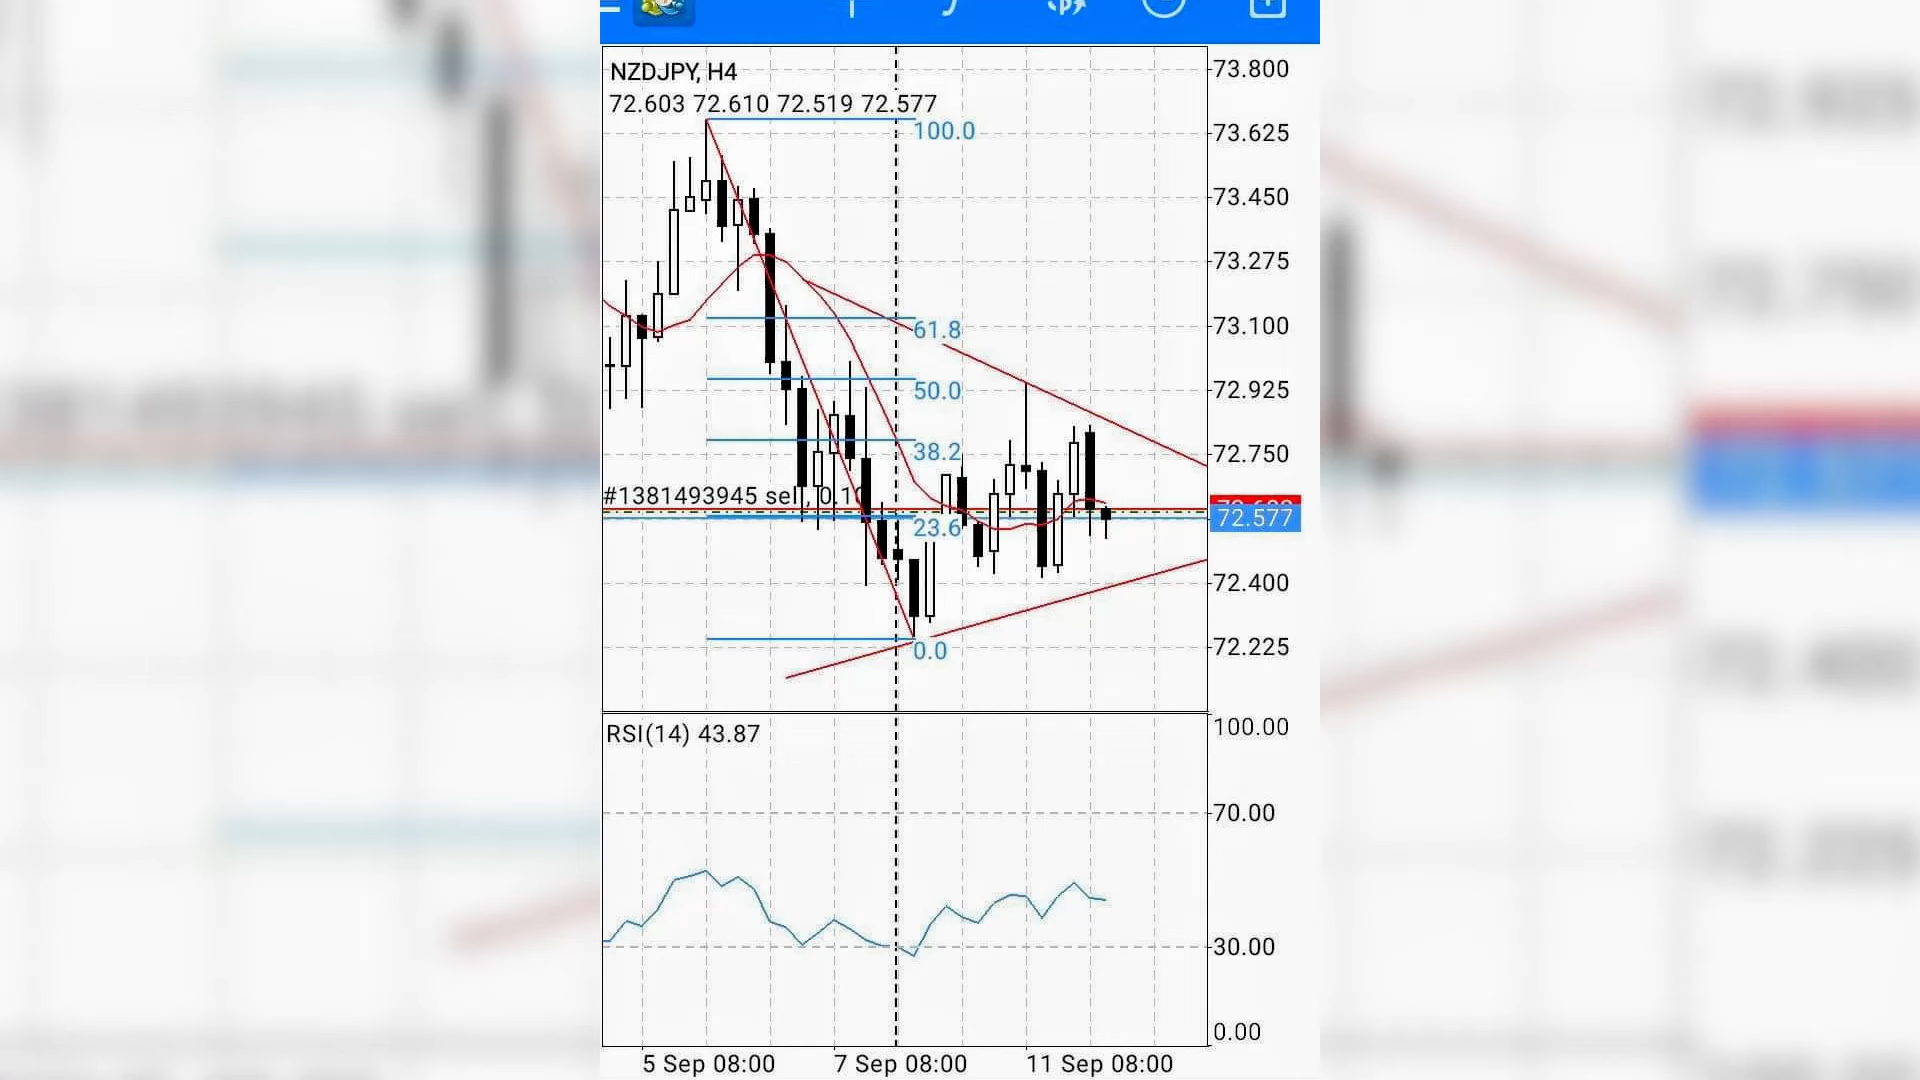 NZDJPY, H4
72.603 72.610 72.519 72.577
73.800
73.625
73.450
73.275
73.100
72.925
72.750
72.577
72.400
72.225
100.0
61.8
50.0
38.2
23.6
0.0
#1381493945 sell, 0.10
RSI(14) 43.87
100.00
70.00
30.00
0.00
5 Sep 08:00
7 Sep 08:00
11 Sep 08:00